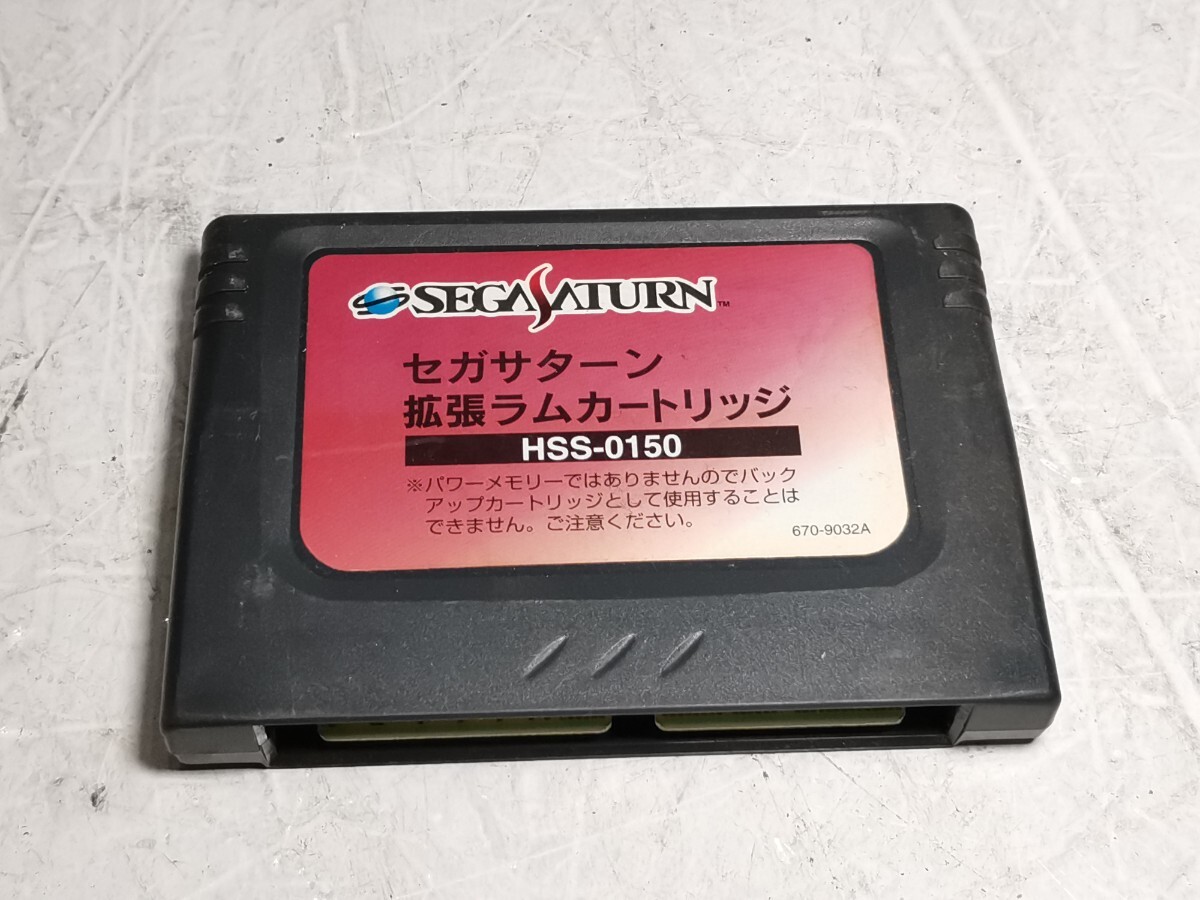 SEGA SATURN™
セガサターン
拡張ラムカートリッジ
HSS-0150
※パワーメモリーではありませんのでバック
アップカートリッジとして使用することは
できません。ご注意ください。
670-9032A